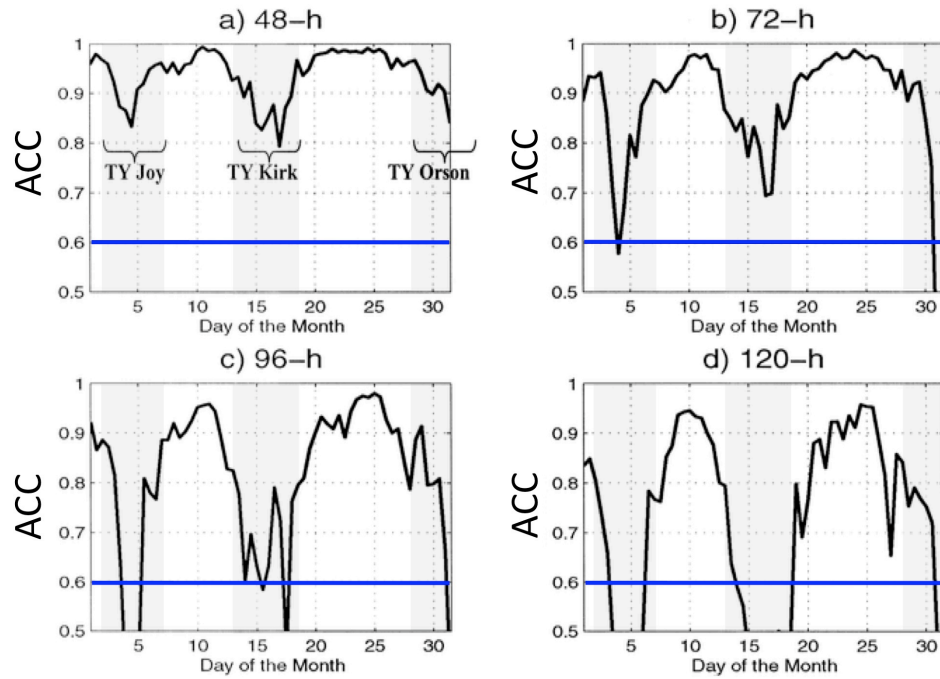 a) 48-h
1
0.9
0.8
0.7
0.6
0.5
ACC
TY Joy
TY Kirk
TY Orson
5 10 15 20 25 30
Day of the Month
b) 72-h
1
0.9
0.8
0.7
0.6
0.5
ACC
5 10 15 20 25 30
Day of the Month
c) 96-h
1
0.9
0.8
0.7
0.6
0.5
ACC
5 10 15 20 25 30
Day of the Month
d) 120-h
1
0.9
0.8
0.7
0.6
0.5
ACC
5 10 15 20 25 30
Day of the Month